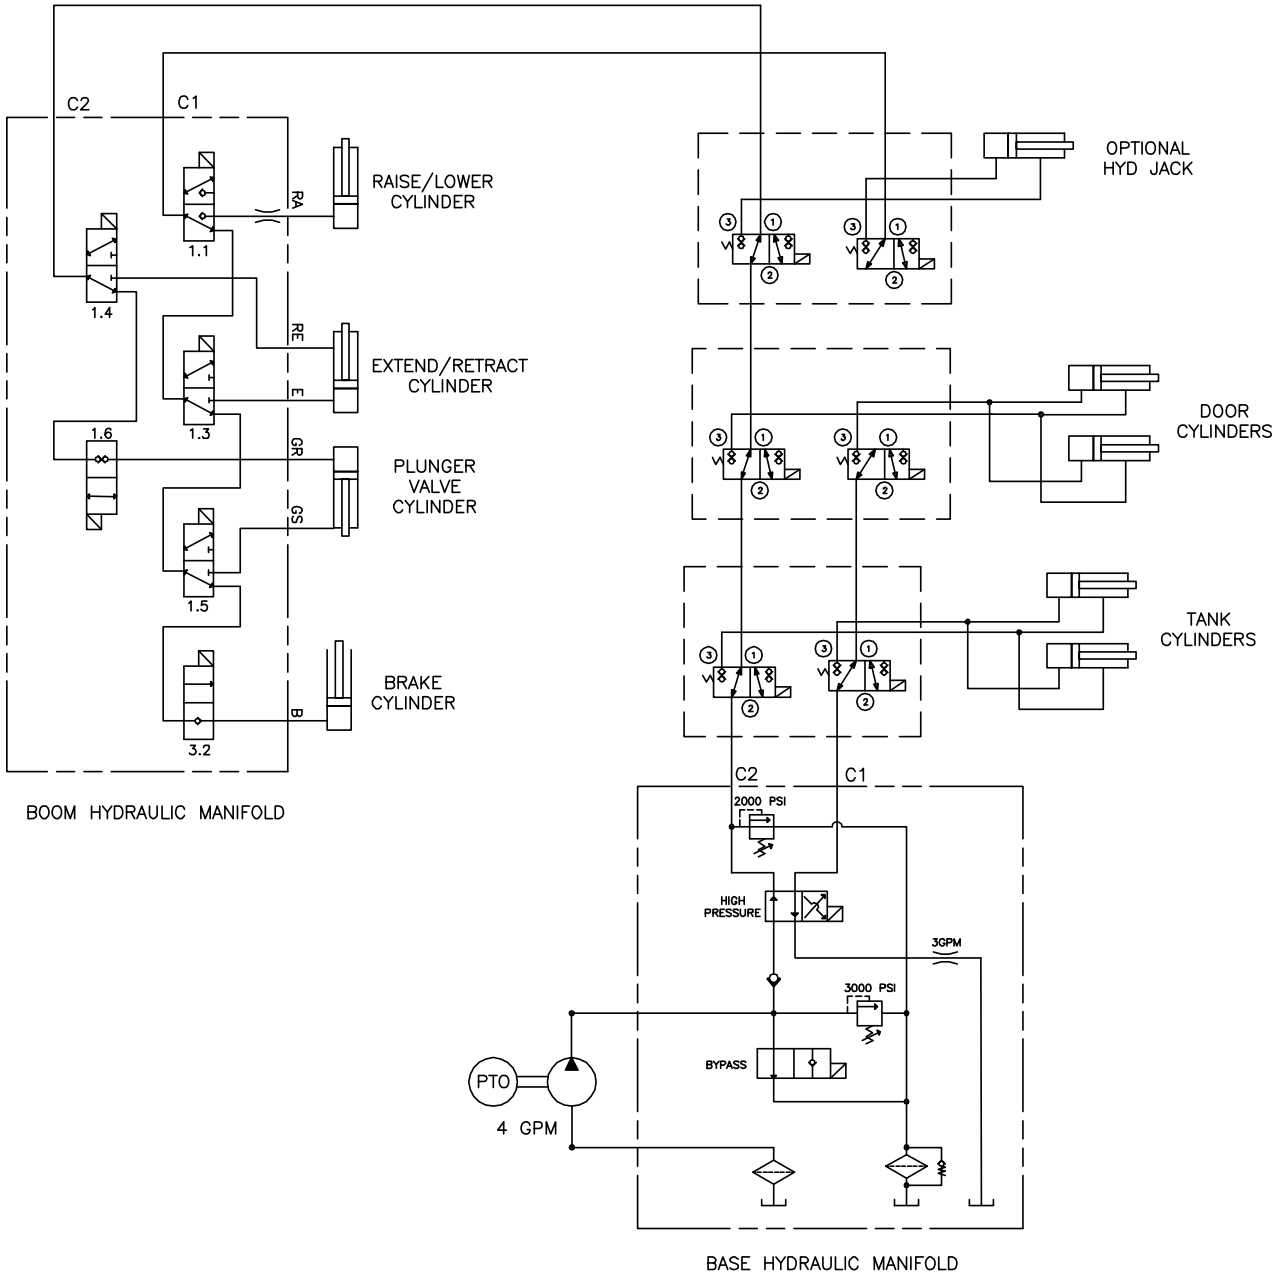 C2
C1
RA
RAISE/LOWER
CYLINDER
1.1
1.4
RE
EXTEND/RETRACT
CYLINDER
E
1.3
1.6
GR
PLUNGER
VALVE
CYLINDER
GS
1.5
BRAKE
CYLINDER
B
3.2
BOOM HYDRAULIC MANIFOLD
OPTIONAL
HYD JACK
3 1 3 1
2 2
DOOR
CYLINDERS
3 1 3 1
2 2
TANK
CYLINDERS
3 1 3 1
2 2
C2 C1
2000 PSI
HIGH
PRESSURE
3GPM
3000 PSI
BYPASS
PTO
4 GPM
BASE HYDRAULIC MANIFOLD